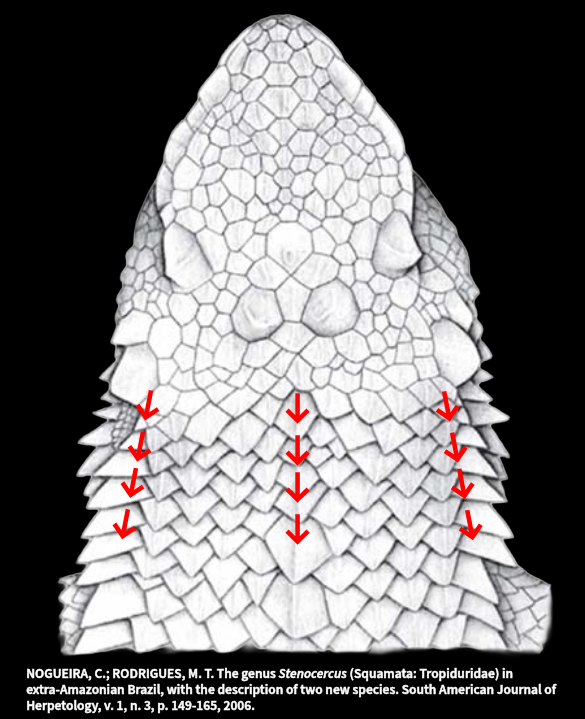 NOGUEIRA, C.; RODRIGUES, M. T. The genus Stenocercus (Squamata: Tropiduridae) in
extra-Amazonian Brazil, with the description of two new species. South American Journal of
Herpetology, v. 1, n. 3, p. 149-165, 2006.